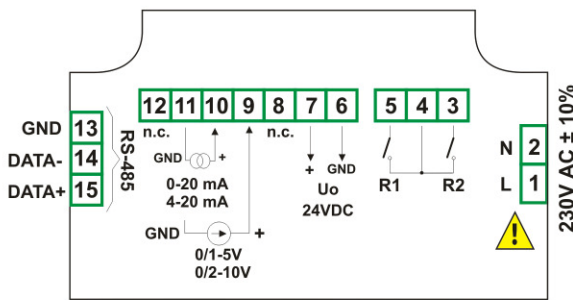 12 11 10 9 8 7 6 5 4 3
n.c. n.c.
GND 13
DATA- 14
DATA+ 15
RS-485
GND +
0-20 mA
4-20 mA
GND +
0/1-5V
0/2-10V
+ GND
Uo
24VDC
R1 R2
N 2
L 1
230V AC ± 10%
!